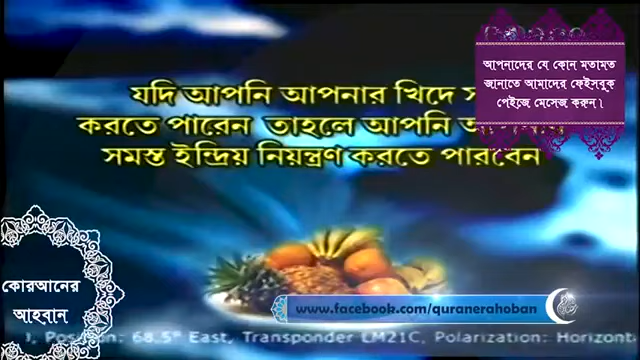 আপনাদের যে কোন মতামত
জানাতে আমাদের ফেইসবুক
পেইজে মেসেজ করুন।
যদি আপনি আপনার খিদে
করতে পারেন তাহলে আপনি
সমস্ত ইন্দ্রিয় নিয়ন্ত্রণ করতে পারবেন
কোরআনের
আহবান
www.facebook.com/quranerahoban
Position: 68.5° East, Transponder LM21C, Polarization: Horizont